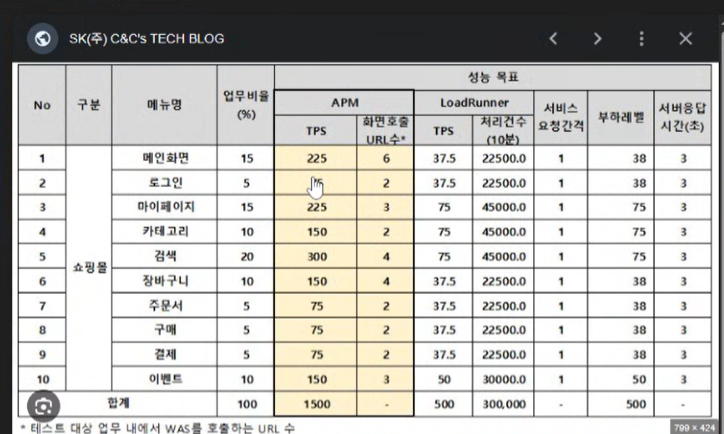 SK(주) C&C's TECH BLOG
성능 목표
No 구분 메뉴명 업무비율 (%) APM LoadRunner 서비스 요청간격 부하레벨 서버응답 시간(초)
TPS 화면호출 URL수* TPS 처리건수 (10분)
쇼핑몰
1 메인화면 15 225 6 37.5 22500.0 1 38 3
2 로그인 5 2 37.5 22500.0 1 38 3
3 마이페이지 15 225 3 75 45000.0 1 75 3
4 카테고리 10 150 2 75 45000.0 1 75 3
5 검색 20 300 4 75 45000.0 1 75 3
6 장바구니 10 150 4 37.5 22500.0 1 38 3
7 주문서 5 75 2 37.5 22500.0 1 38 3
8 구매 5 75 2 37.5 22500.0 1 38 3
9 결제 5 75 2 37.5 22500.0 1 38 3
10 이벤트 10 150 3 50 30000.0 1 50 3
합계 100 1500 - 500 300,000 - 500 -
* 테스트 대상 업무 내에서 WAS를 호출하는 URL 수
799 × 424